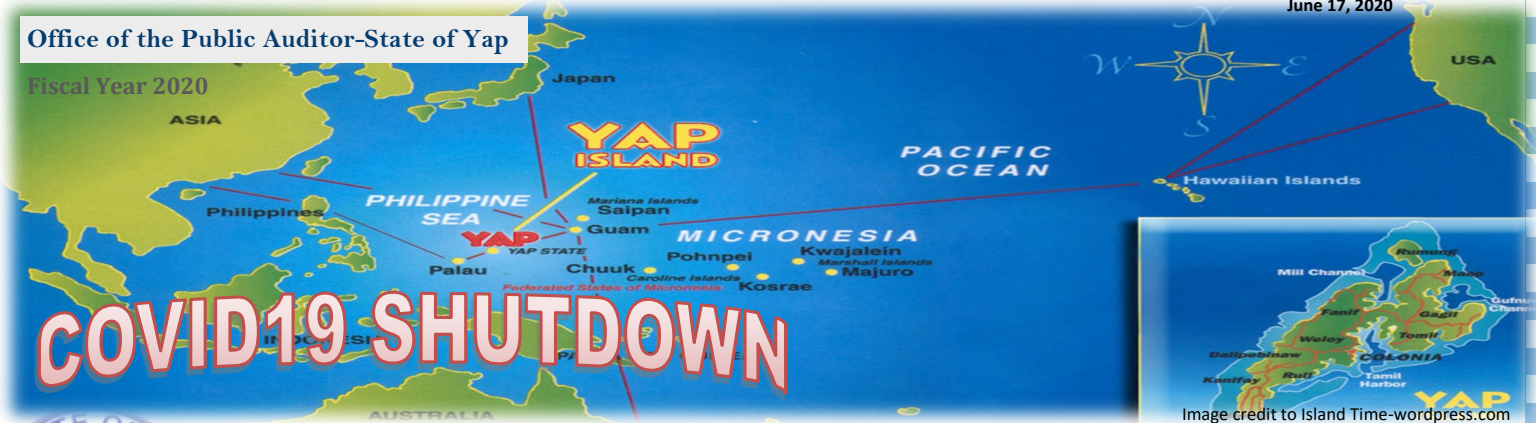 June 17, 2020
Office of the Public Auditor-State of Yap
Fiscal Year 2020
N
W
E
S
USA
Japan
ASIA
YAP
ISLAND
PACIFIC
OCEAN
Hawaiian Islands
PHILIPPINE
SEA
Philippines
Mariana Islands
Saipan
Guam
MICRONESIA
YAP
YAP STATE
Palau
Chuuk
Pohnpei
Kwajalein
Marshall Islands
Majuro
Caroline Islands
Kosrae
Federated States of Micronesia
COVID19 SHUTDOWN
AUSTRALIA
Rumung
Miil Channel
Maap
Fanif
Gagil
Weloy
Tomil
Dalipebinaw
COLONIA
Kanifay
Rull
Tamil
Harbor
YAP
Image credit to Island Time-wordpress.com